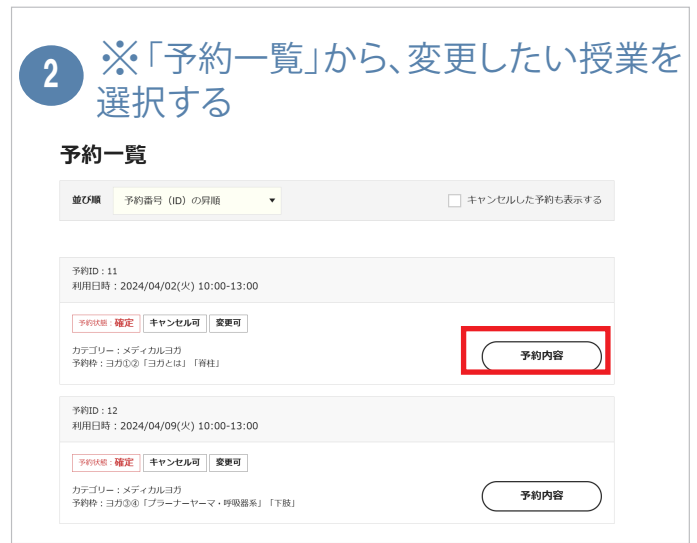 2
※「予約一覧」から、変更したい授業を
選択する
予約一覧
並び順 予約番号（ID）の昇順 ▼ キャンセルした予約も表示する
予約ID：11
利用日時：2024/04/02(火) 10:00-13:00
予約状態：確定 キャンセル可 変更可
カテゴリー：メディカルヨガ
予約枠：ヨガ①②「ヨガとは」「脊柱」
予約内容
予約ID：12
利用日時：2024/04/09(火) 10:00-13:00
予約状態：確定 キャンセル可 変更可
カテゴリー：メディカルヨガ
予約枠：ヨガ③④「プラーナーヤーマ・呼吸器系」「下肢」
予約内容